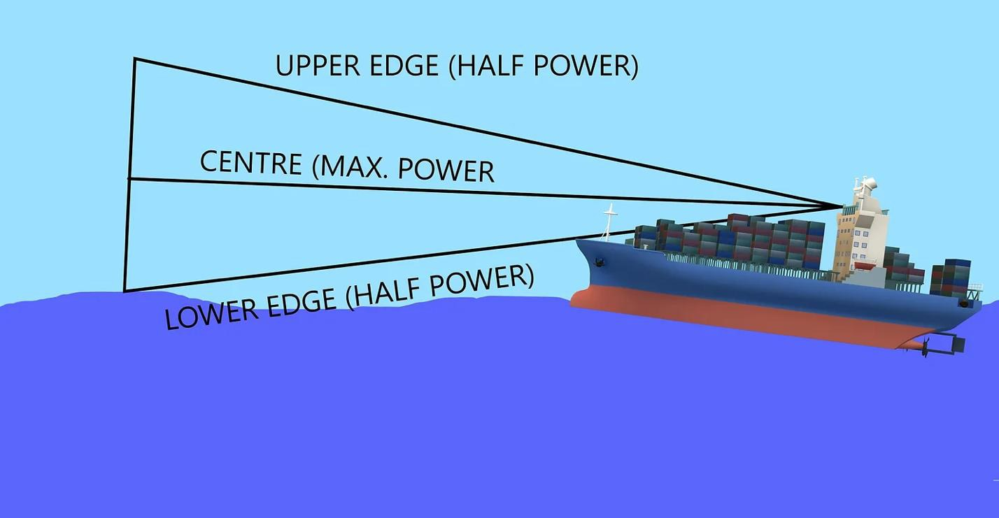 UPPER EDGE (HALF POWER)
CENTRE (MAX. POWER
LOWER EDGE (HALF POWER)